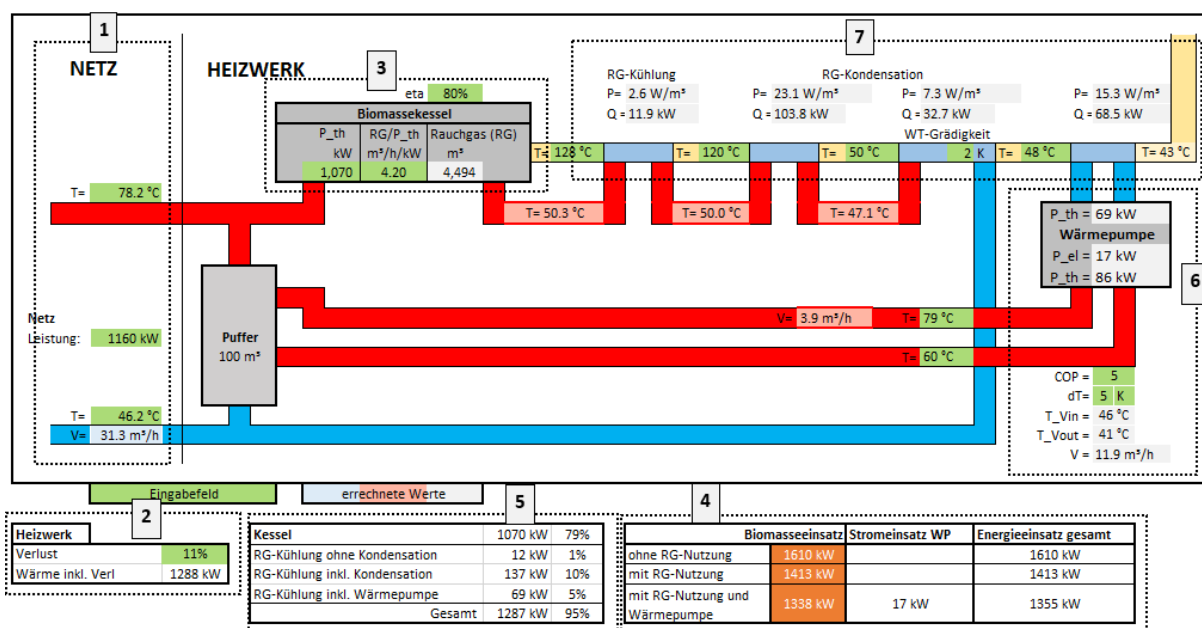 1
7
NETZ
HEIZWERK
3
eta 80%
Biomassekessel
P_th RG/P_th Rauchgas (RG)
kW m³/h/kW m³
1,070 4.20 4,494
RG-Kühlung RG-Kondensation
P= 2.6 W/m³ P= 23.1 W/m³ P= 7.3 W/m³ P= 15.3 W/m³
Q = 11.9 kW Q = 103.8 kW Q = 32.7 kW Q = 68.5 kW
WT-Grädigkeit
T= 128 °C T= 120 °C T= 50 °C 2 K T= 48 °C T= 43 °C
T= 78.2 °C
T= 50.3 °C T= 50.0 °C T= 47.1 °C
P_th = 69 kW
Wärmepumpe
P_el = 17 kW
P_th = 86 kW
6
Netz
Leistung: 1160 kW
Puffer
100 m³
V= 3.9 m³/h T= 79 °C
T= 60 °C
COP = 5
dT= 5 K
T_Vin = 46 °C
T_Vout = 41 °C
V = 11.9 m³/h
T= 46.2 °C
V= 31.3 m³/h
Eingabefeld errechnete Werte
2
5
4
Heizwerk
Verlust 11%
Wärme inkl. Verl 1288 kW
Kessel 1070 kW 79%
RG-Kühlung ohne Kondensation 12 kW 1%
RG-Kühlung inkl. Kondensation 137 kW 10%
RG-Kühlung inkl. Wärmepumpe 69 kW 5%
Gesamt 1287 kW 95%
Biomasseeinsatz Stromeinsatz WP Energieeinsatz gesamt
ohne RG-Nutzung 1610 kW 1610 kW
mit RG-Nutzung 1413 kW 1413 kW
mit RG-Nutzung und
Wärmepumpe 1338 kW 17 kW 1355 kW